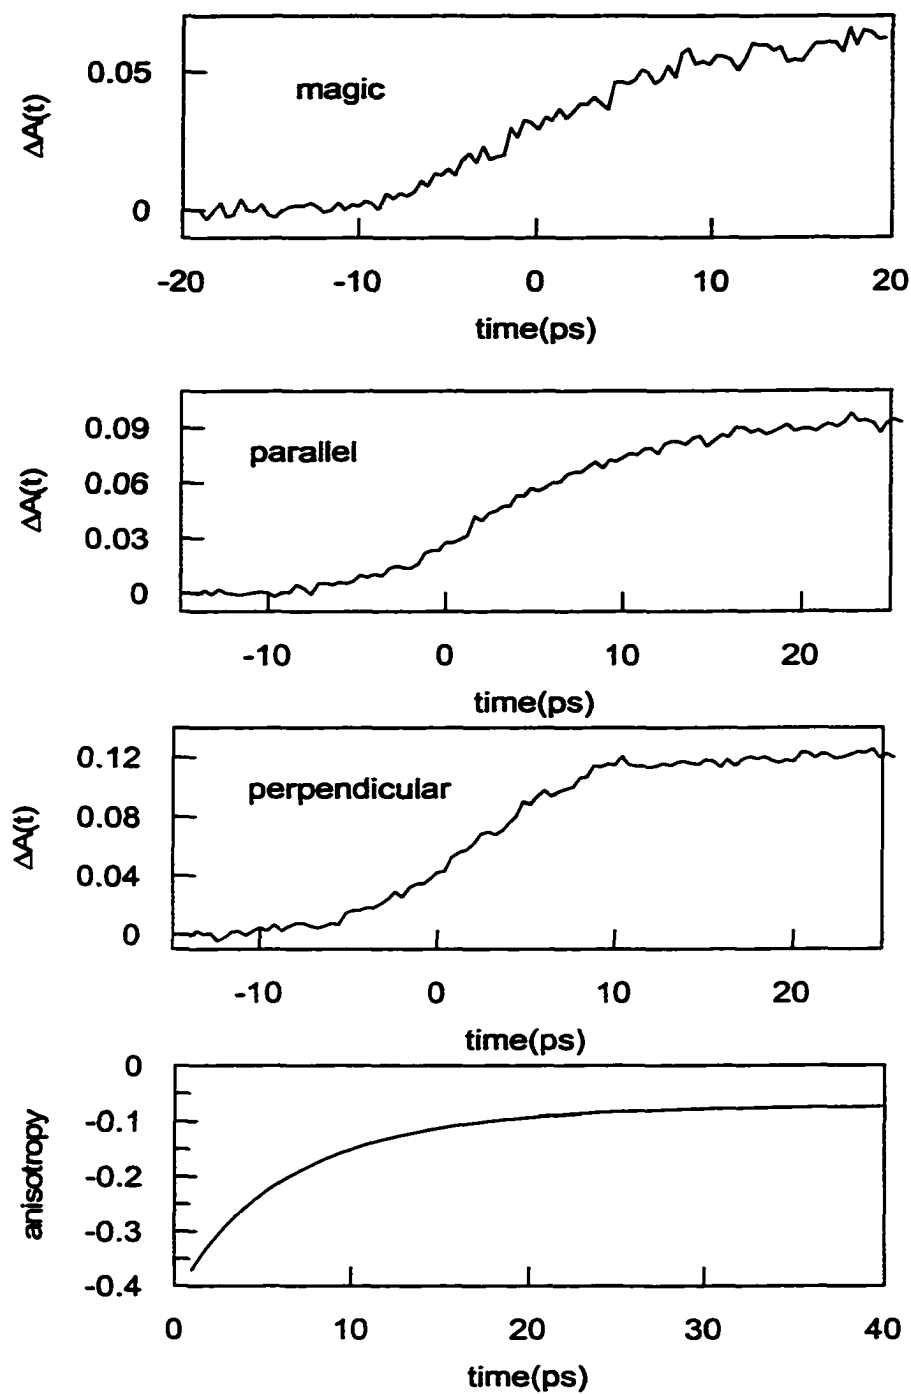 magic
ΔA(t)
0.05
0
-20 -10 0 10 20
time(ps)
parallel
ΔA(t)
0.09
0.06
0.03
0
-10 0 10 20
time(ps)
perpendicular
ΔA(t)
0.12
0.08
0.04
0
-10 0 10 20
time(ps)
anisotropy
0
-0.1
-0.2
-0.3
-0.4
0 10 20 30 40
time(ps)